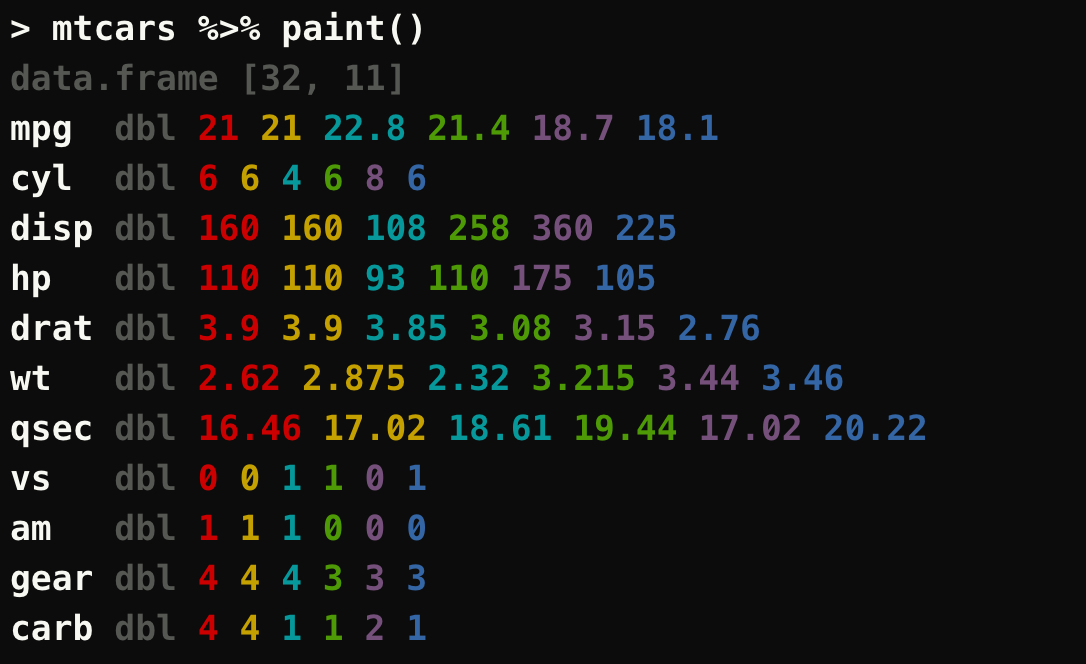 > mtcars %>% paint()
data.frame [32, 11]
mpg  dbl 21 21 22.8 21.4 18.7 18.1
cyl  dbl 6 6 4 6 8 6
disp dbl 160 160 108 258 360 225
hp   dbl 110 110 93 110 175 105
drat dbl 3.9 3.9 3.85 3.08 3.15 2.76
wt   dbl 2.62 2.875 2.32 3.215 3.44 3.46
qsec dbl 16.46 17.02 18.61 19.44 17.02 20.22
vs   dbl 0 0 1 1 0 1
am   dbl 1 1 1 0 0 0
gear dbl 4 4 4 3 3 3
carb dbl 4 4 1 1 2 1